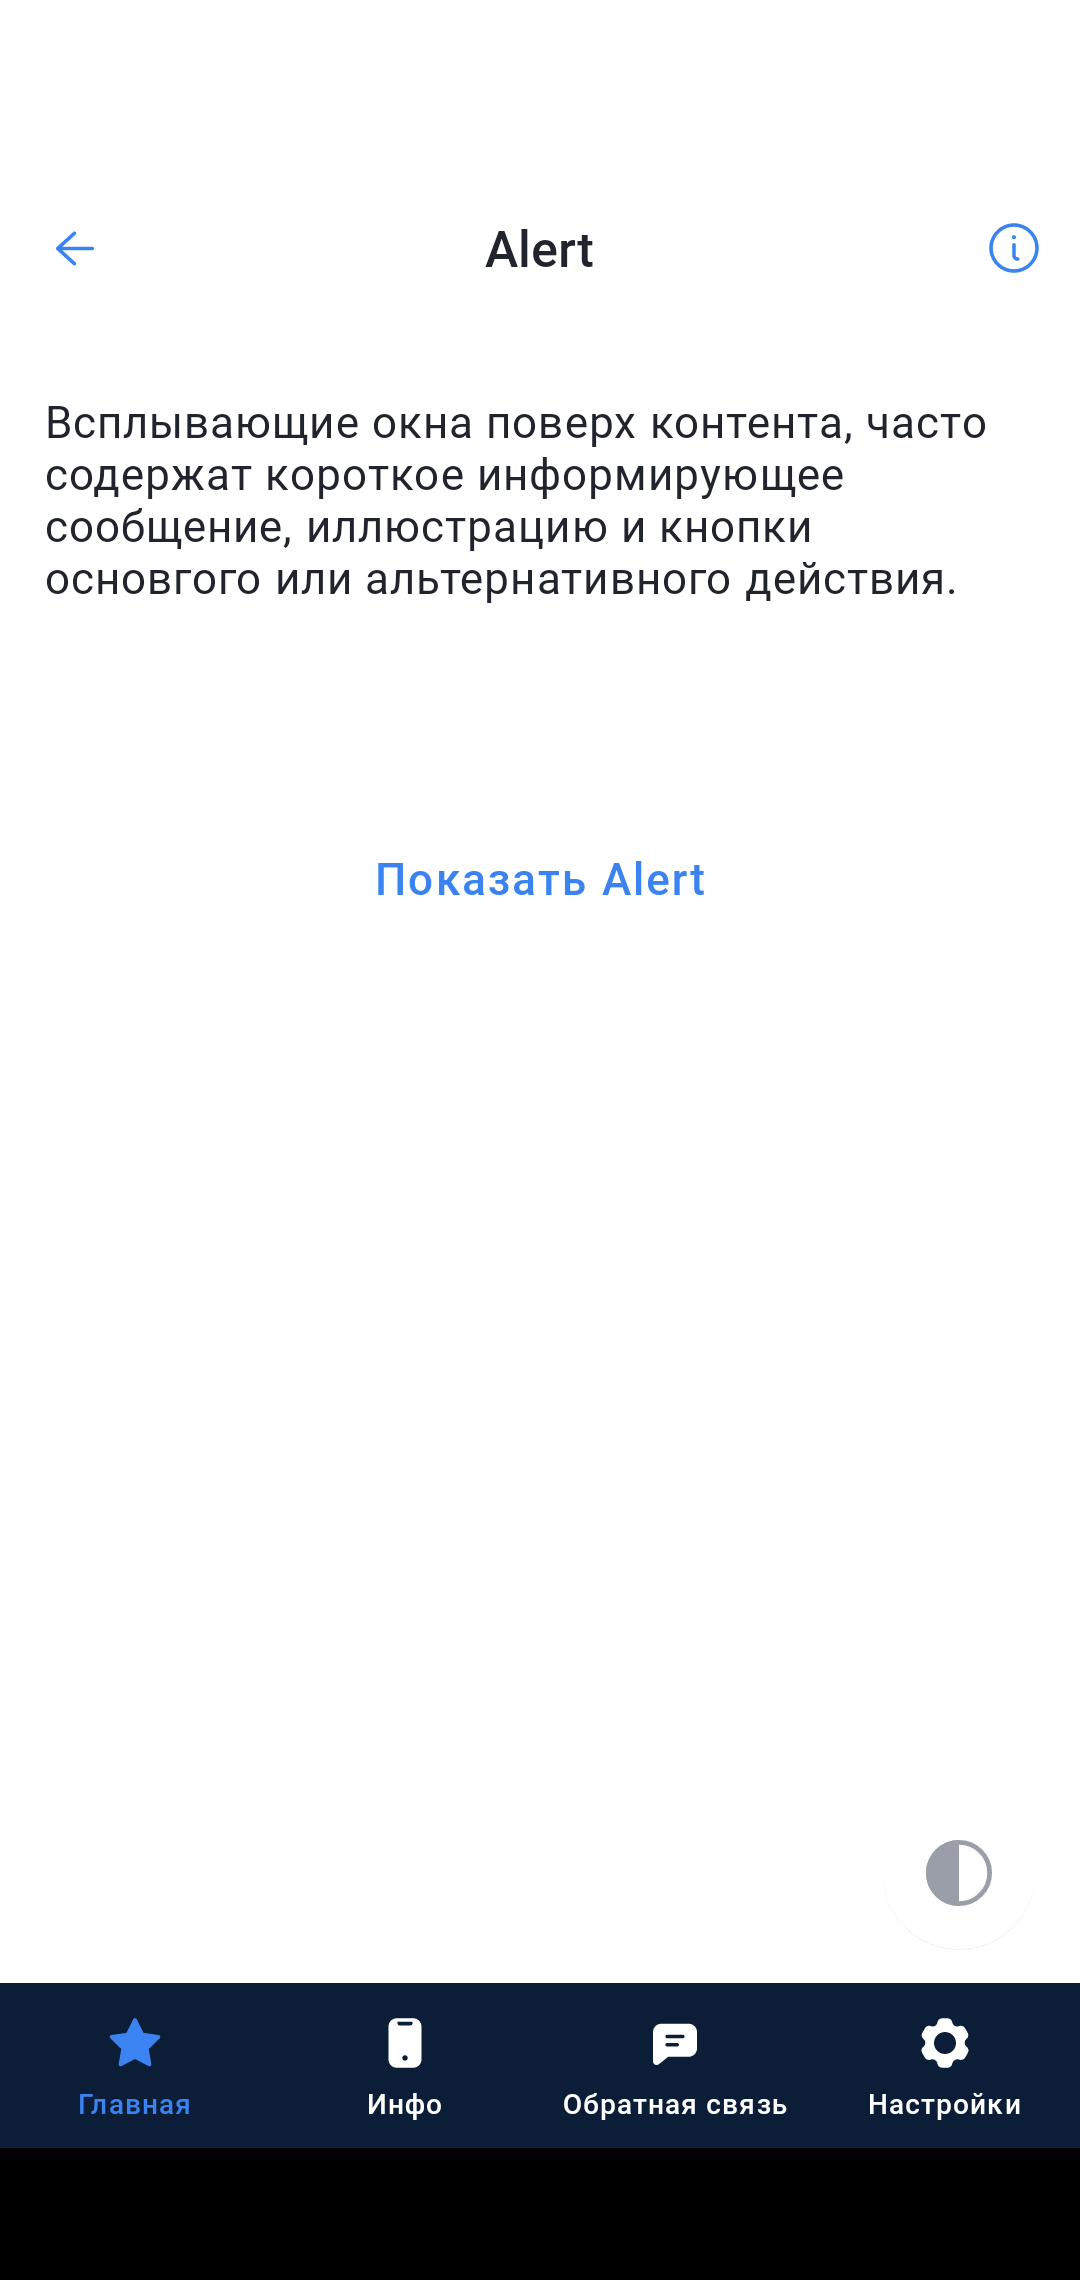 Alert
Всплывающие окна поверх контента, часто
содержат короткое информирующее
сообщение, иллюстрацию и кнопки
основгого или альтернативного действия.
Показать Alert
Главная
Инфо
Обратная связь
Настройки